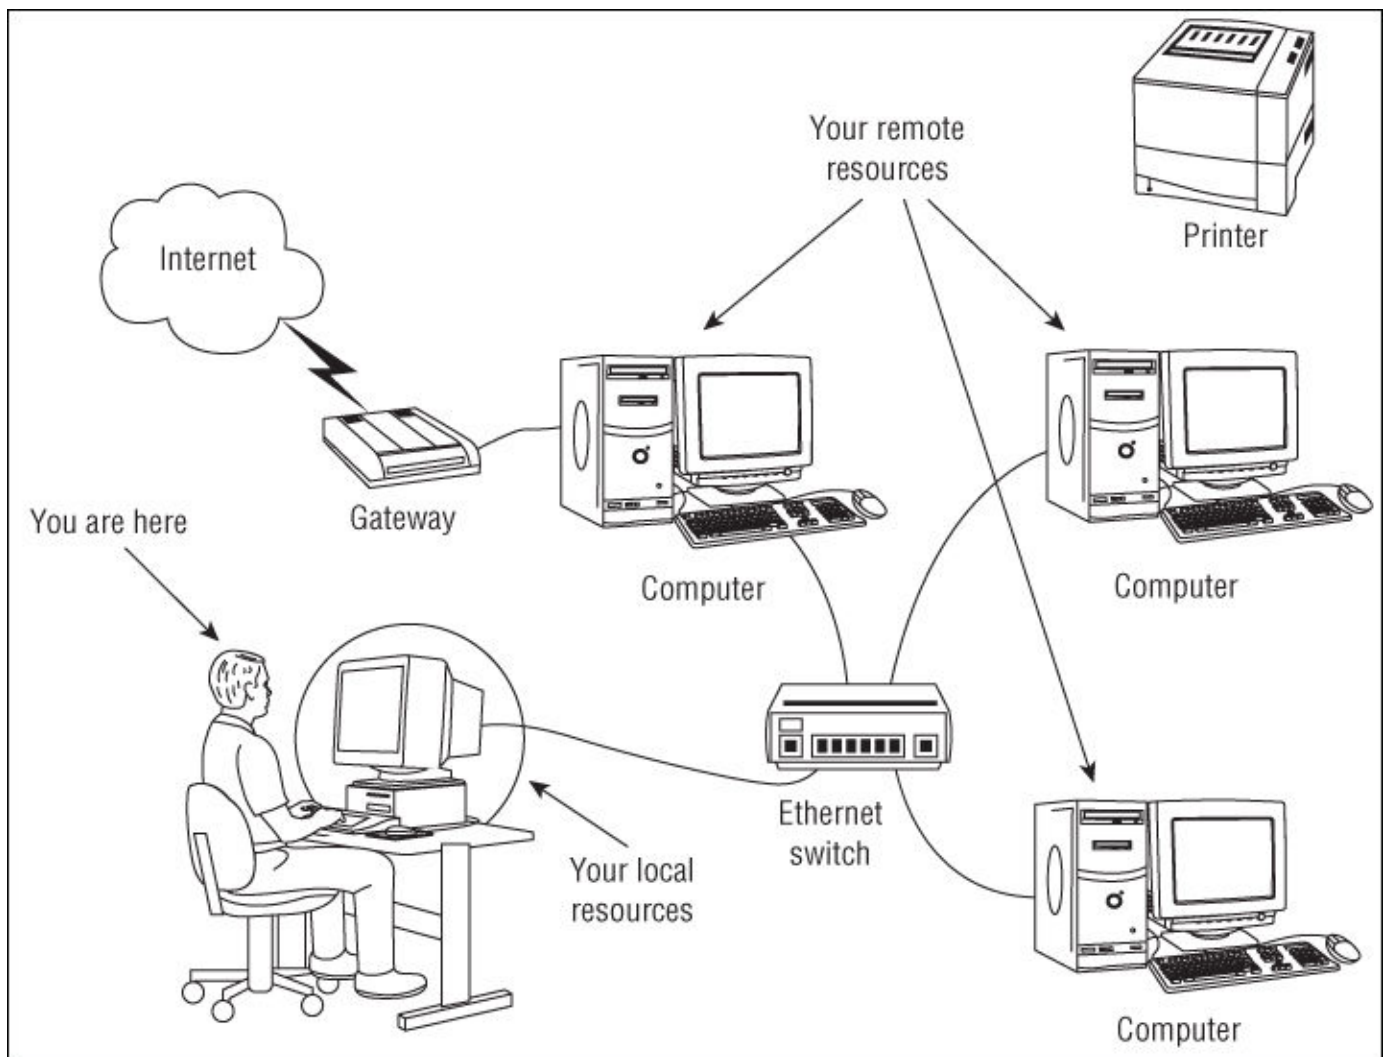 Your remote
resources
Printer
Internet
Gateway
You are here
Computer
Computer
Ethernet
switch
Your local
resources
Computer